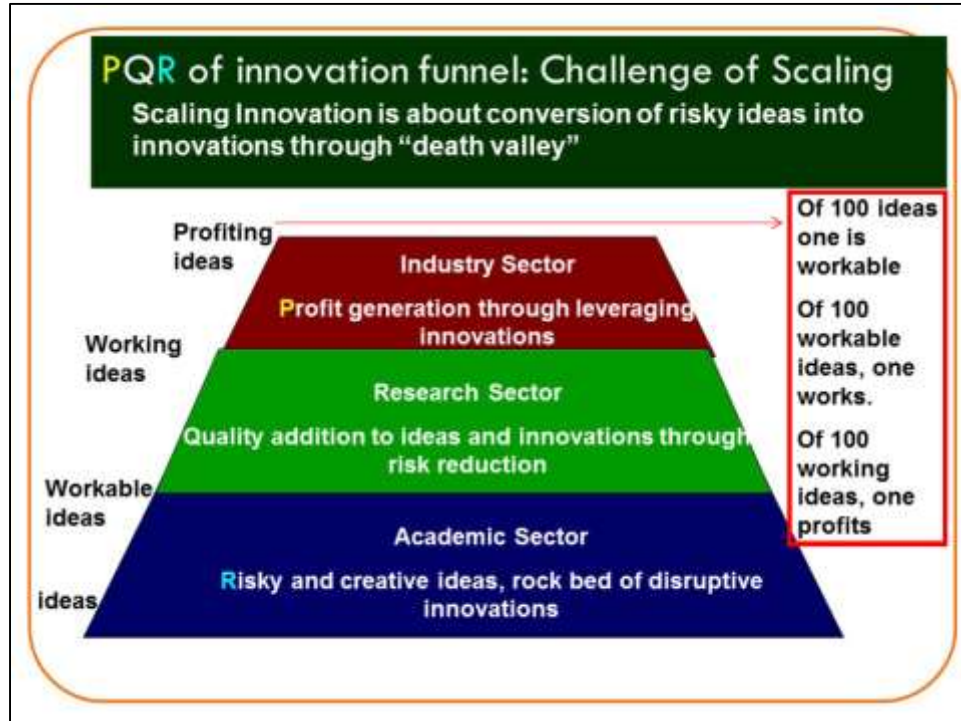 PQR of innovation funnel: Challenge of Scaling
Scaling Innovation is about conversion of risky ideas into
innovations through “death valley”
Profiting
ideas
Working
ideas
Workable
ideas
ideas
Industry Sector
Profit generation through leveraging
innovations
Research Sector
Quality addition to ideas and innovations through
risk reduction
Academic Sector
Risky and creative ideas, rock bed of disruptive
innovations
Of 100 ideas
one is
workable
Of 100
workable
ideas, one
works.
Of 100
working
ideas, one
profits